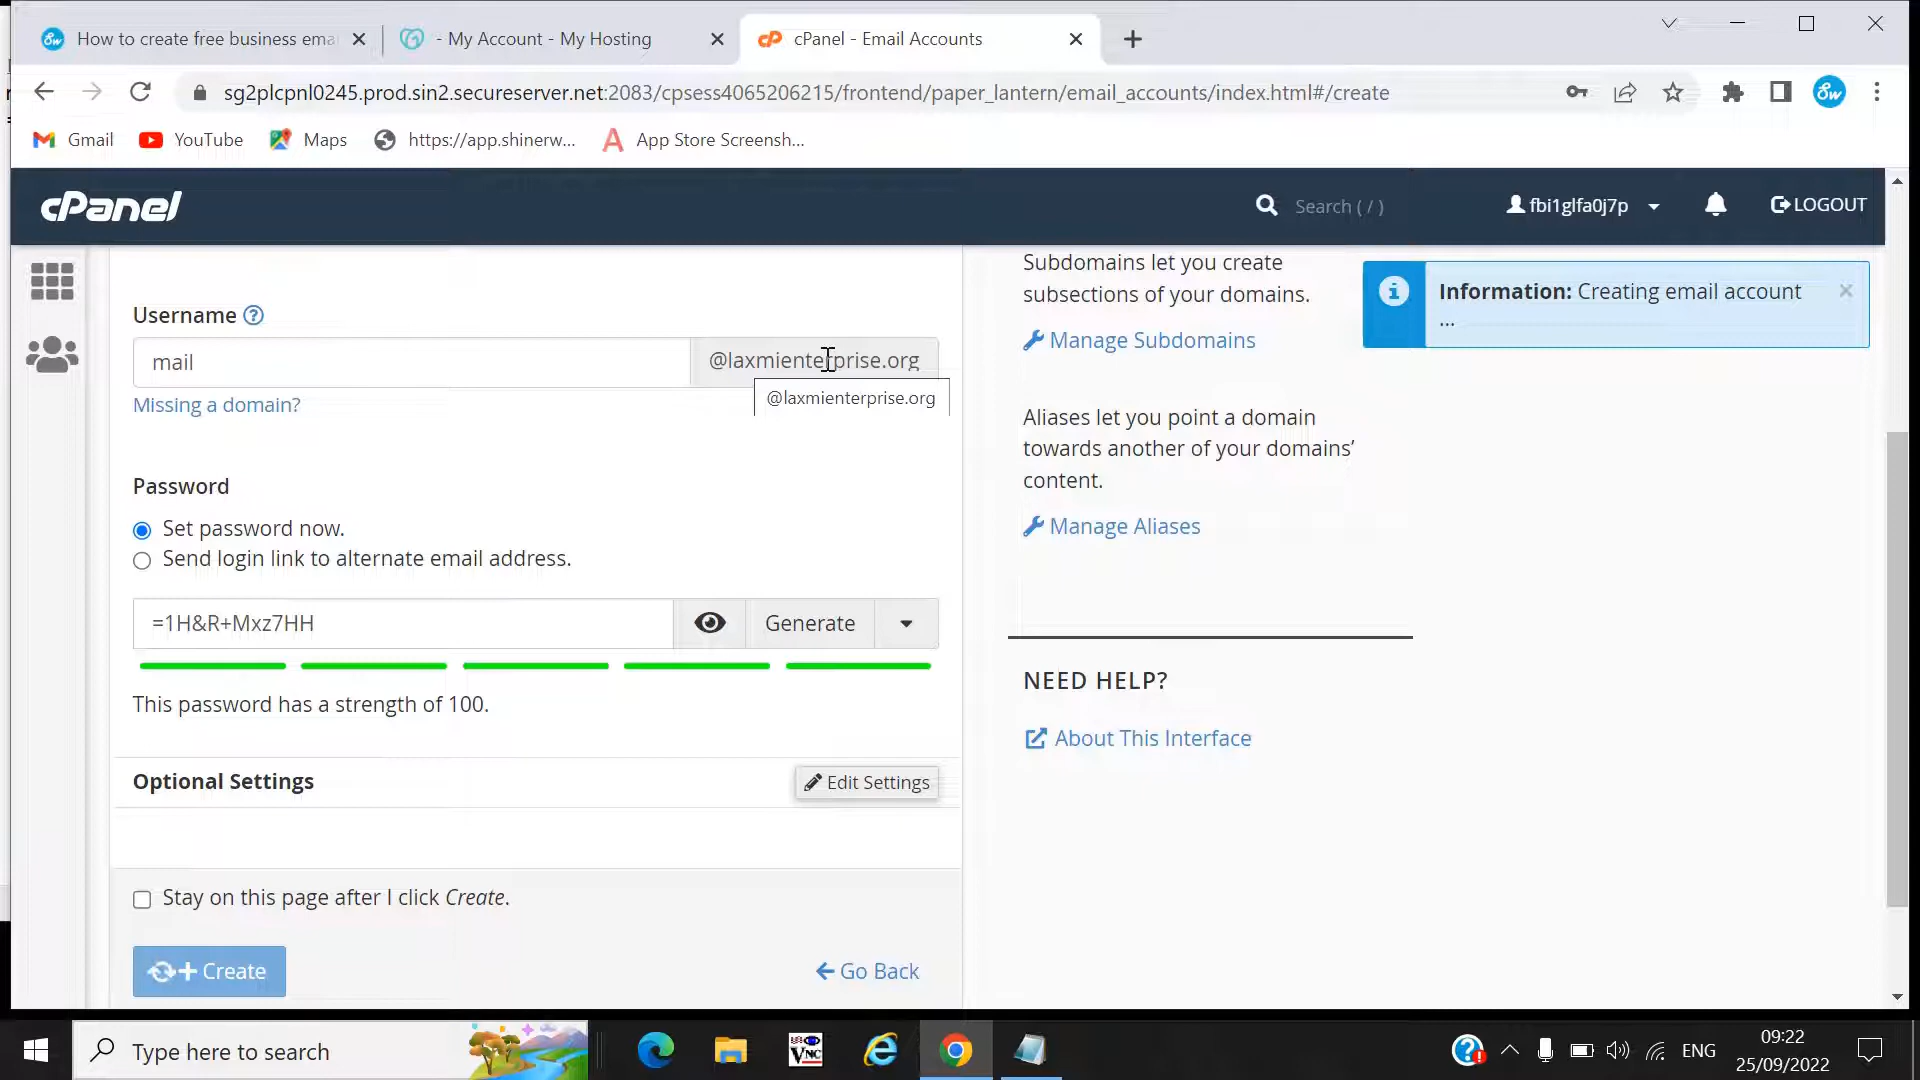 How to create free business ema
- My Account - My Hosting
cPanel - Email Accounts
sg2plcpnl0245.prod.sin2.secureserver.net:2083/cpsess4065206215/frontend/paper_lantern/email_accounts/index.html#/create
Gmail
YouTube
Maps
https://app.shinerw...
App Store Screensh...
cPanel
Search ( / )
fbi1glfa0j7p
LOGOUT
Username
mail
@laxmienterprise.org
@laxmienterprise.org
Missing a domain?
Password
Set password now.
Send login link to alternate email address.
=1H&R+Mxz7HH
Generate
This password has a strength of 100.
Optional Settings
Edit Settings
Stay on this page after I click Create.
+ Create
Go Back
Subdomains let you create
subsections of your domains.
Manage Subdomains
Aliases let you point a domain
towards another of your domains’
content.
Manage Aliases
NEED HELP?
About This Interface
Information: Creating email account
...
Type here to search
VNC
ENG
09:22
25/09/2022